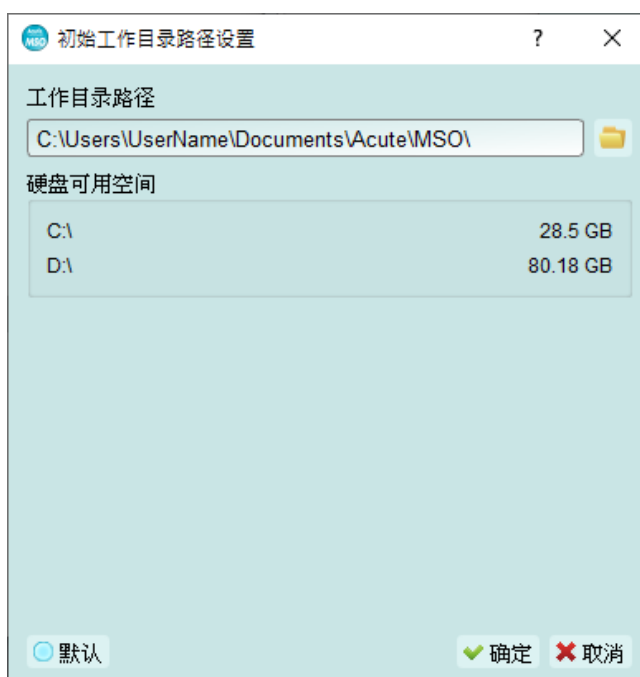 Acute
MSO
初始工作目录路径设置
?
工作目录路径
C:\Users\UserName\Documents\Acute\MSO\
硬盘可用空间
C:\ 28.5 GB
D:\ 80.18 GB
默认 确定 取消